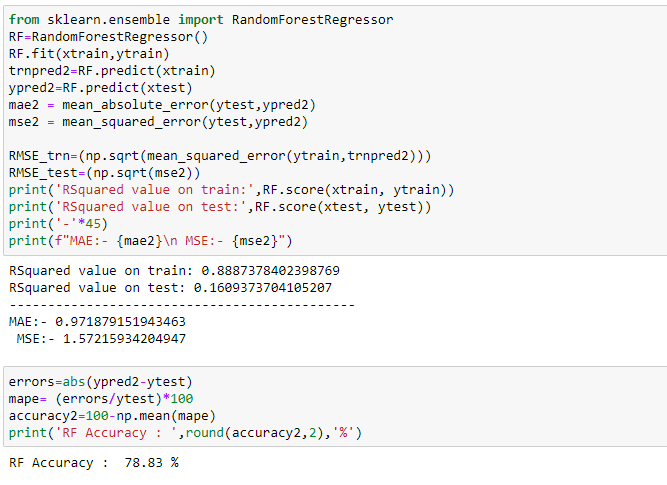 from sklearn.ensemble import RandomForestRegressor
RF=RandomForestRegressor()
RF.fit(xtrain,ytrain)
trnpred2=RF.predict(xtrain)
ypred2=RF.predict(xtest)
mae2 = mean_absolute_error(ytest,ypred2)
mse2 = mean_squared_error(ytest,ypred2)

RMSE_trn=(np.sqrt(mean_squared_error(ytrain,trnpred2)))
RMSE_test=(np.sqrt(mse2))
print('RSquared value on train:',RF.score(xtrain, ytrain))
print('RSquared value on test:',RF.score(xtest, ytest))
print('-'*45)
print(f"MAE:- {mae2}\n MSE:- {mse2}")
RSquared value on train: 0.8887378402398769
RSquared value on test: 0.1609373704105207
---------------------------------------------
MAE:- 0.971879151943463
 MSE:- 1.57215934204947
errors=abs(ypred2-ytest)
mape= (errors/ytest)*100
accuracy2=100-np.mean(mape)
print('RF Accuracy : ',round(accuracy2,2),'%')
RF Accuracy :  78.83 %